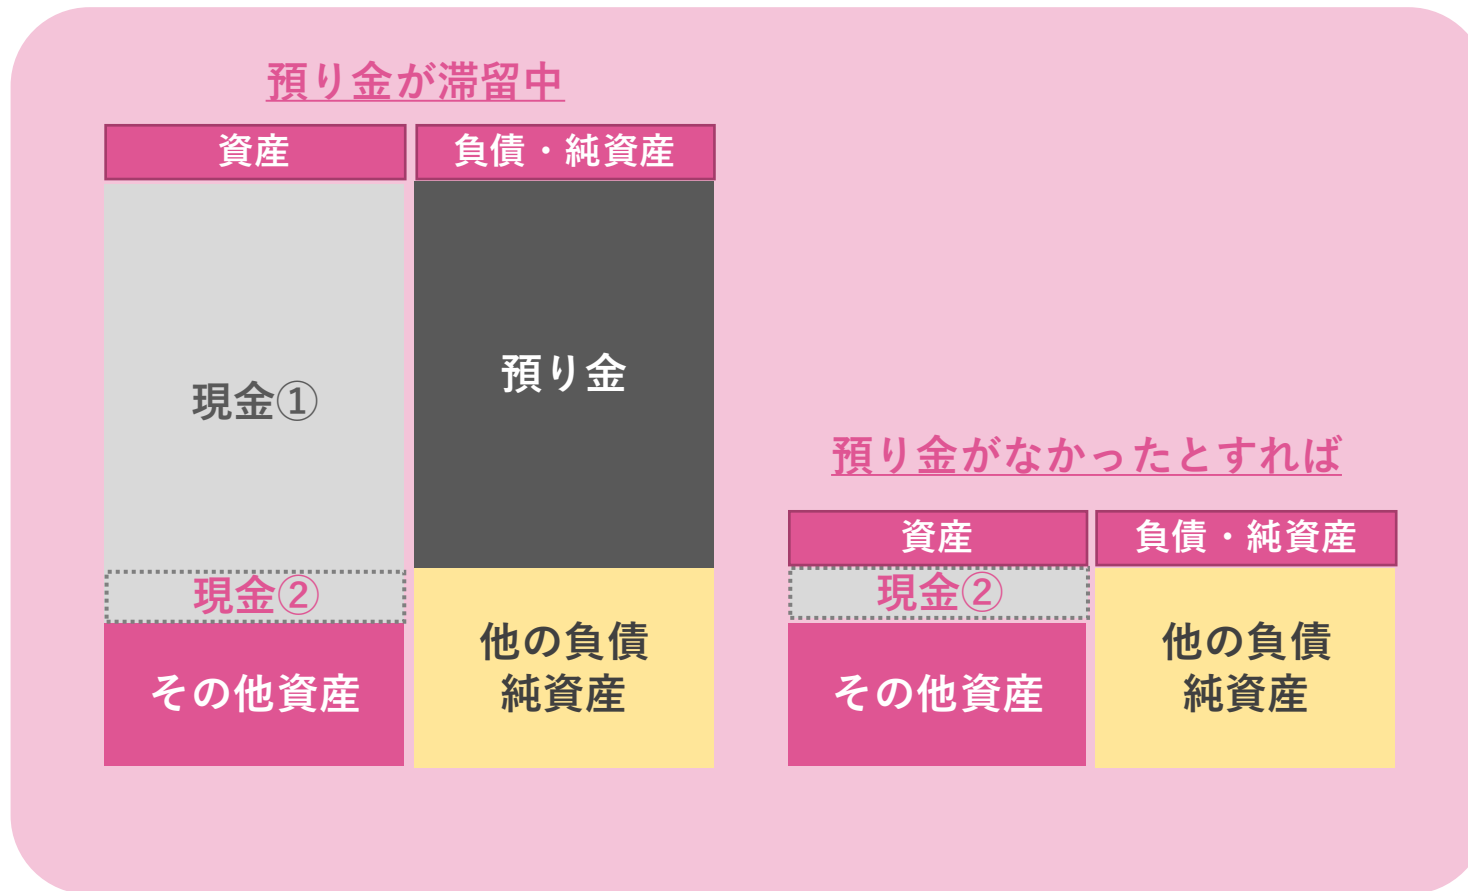 預り金が滞留中
資産
負債・純資産
現金①
預り金
現金②
その他資産
他の負債
純資産
預り金がなかったとすれば
資産
負債・純資産
現金②
その他資産
他の負債
純資産